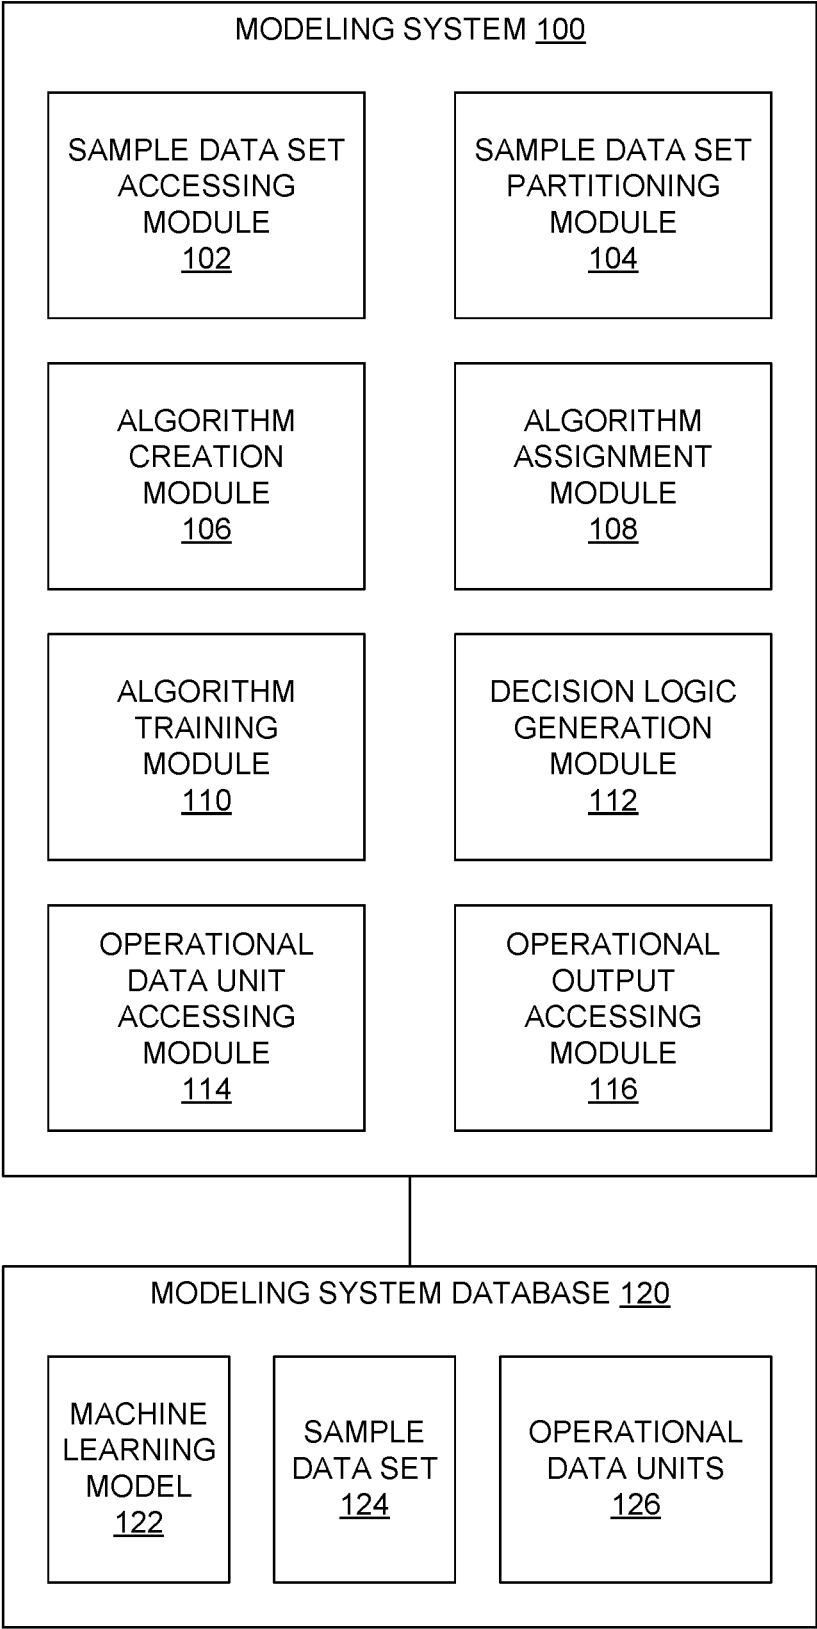 MODELING SYSTEM 100
SAMPLE DATA SET
ACCESSING
MODULE
102
SAMPLE DATA SET
PARTITIONING
MODULE
104
ALGORITHM
CREATION
MODULE
106
ALGORITHM
ASSIGNMENT
MODULE
108
ALGORITHM
TRAINING
MODULE
110
DECISION LOGIC
GENERATION
MODULE
112
OPERATIONAL
DATA UNIT
ACCESSING
MODULE
114
OPERATIONAL
OUTPUT
ACCESSING
MODULE
116
MODELING SYSTEM DATABASE 120
MACHINE
LEARNING
MODEL
122
SAMPLE
DATA SET
124
OPERATIONAL
DATA UNITS
126